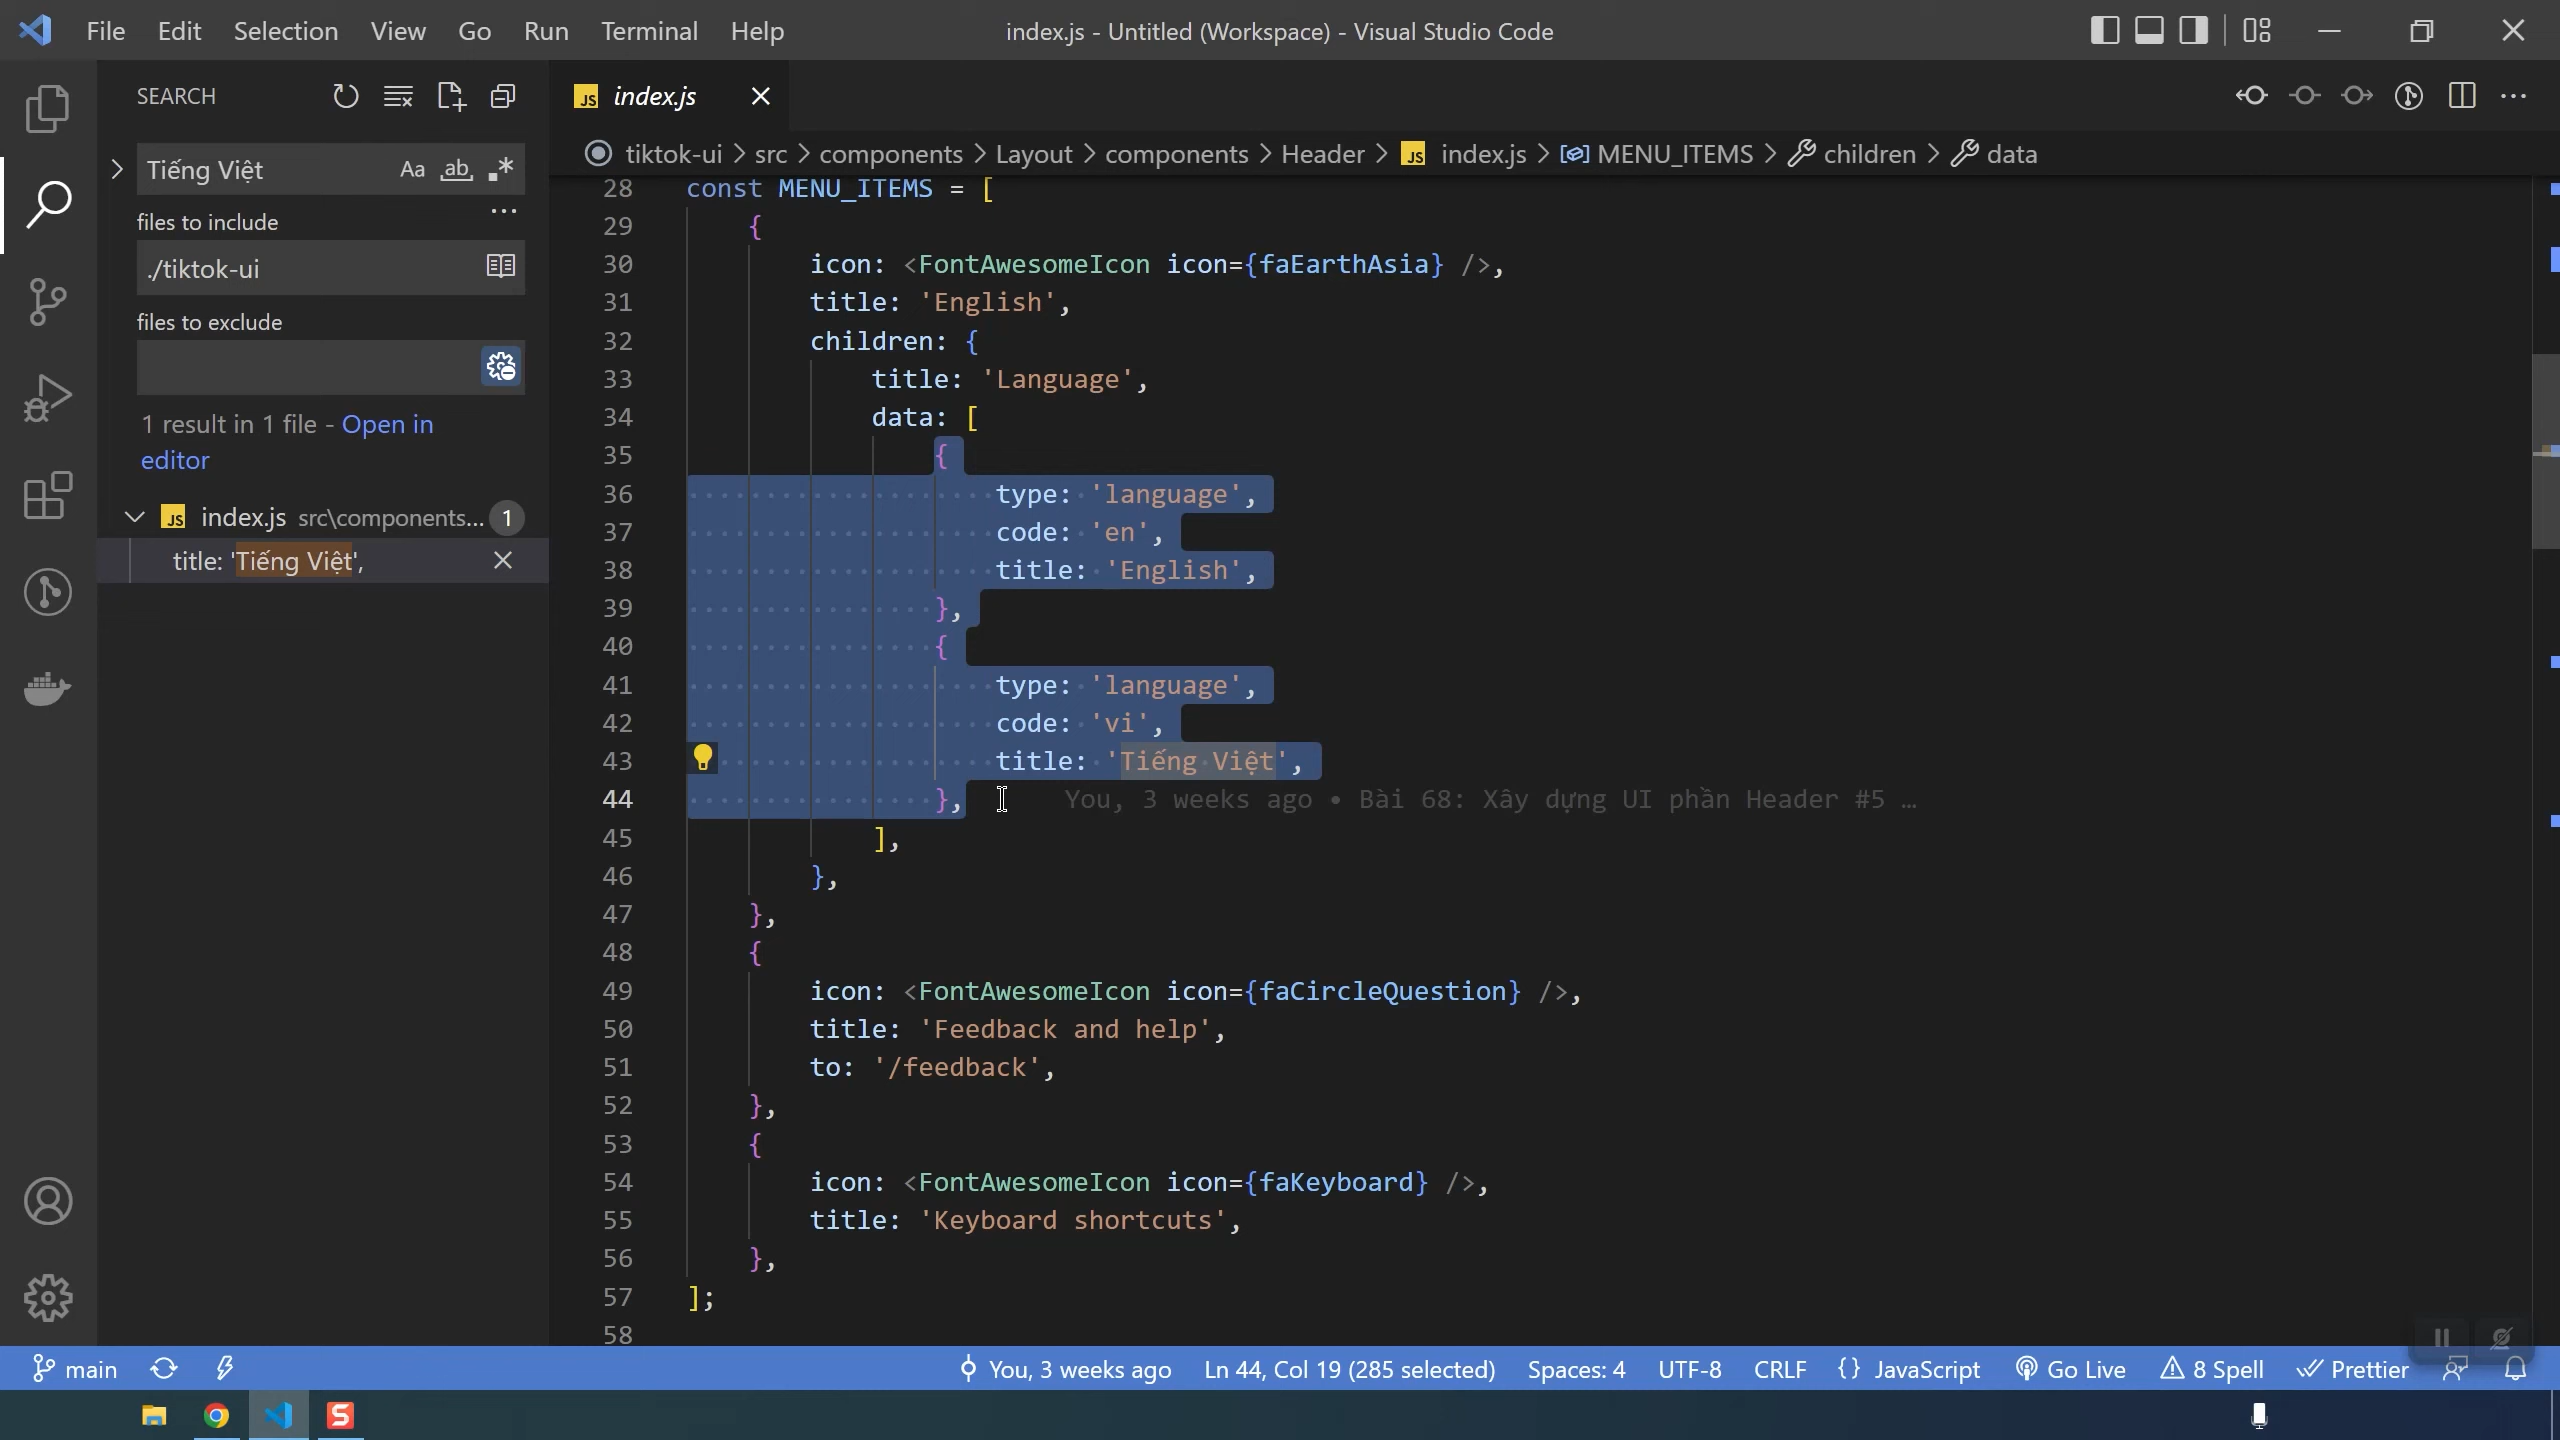 File Edit Selection View Go Run Terminal Help
index.js - Untitled (Workspace) - Visual Studio Code
SEARCH
Tiếng Việt
Aa ab
files to include
./tiktok-ui
files to exclude
1 result in 1 file - Open in
editor
JS index.js src\components... 1
title: 'Tiếng Việt',
JS index.js
tiktok-ui > src > components > Layout > components > Header > JS index.js > MENU_ITEMS > children > data
28 const MENU_ITEMS = [
29 {
30 icon: <FontAwesomeIcon icon={faEarthAsia} />,
31 title: 'English',
32 children: {
33 title: 'Language',
34 data: [
35 {
36 type: 'language',
37 code: 'en',
38 title: 'English',
39 },
40 {
41 type: 'language',
42 code: 'vi',
43 title: 'Tiếng Việt',
44 }, You, 3 weeks ago • Bài 68: Xây dựng UI phần Header #5 …
45 ],
46 },
47 },
48 {
49 icon: <FontAwesomeIcon icon={faCircleQuestion} />,
50 title: 'Feedback and help',
51 to: '/feedback',
52 },
53 {
54 icon: <FontAwesomeIcon icon={faKeyboard} />,
55 title: 'Keyboard shortcuts',
56 },
57 ];
58
main
You, 3 weeks ago Ln 44, Col 19 (285 selected) Spaces: 4 UTF-8 CRLF {} JavaScript Go Live 8 Spell Prettier
S